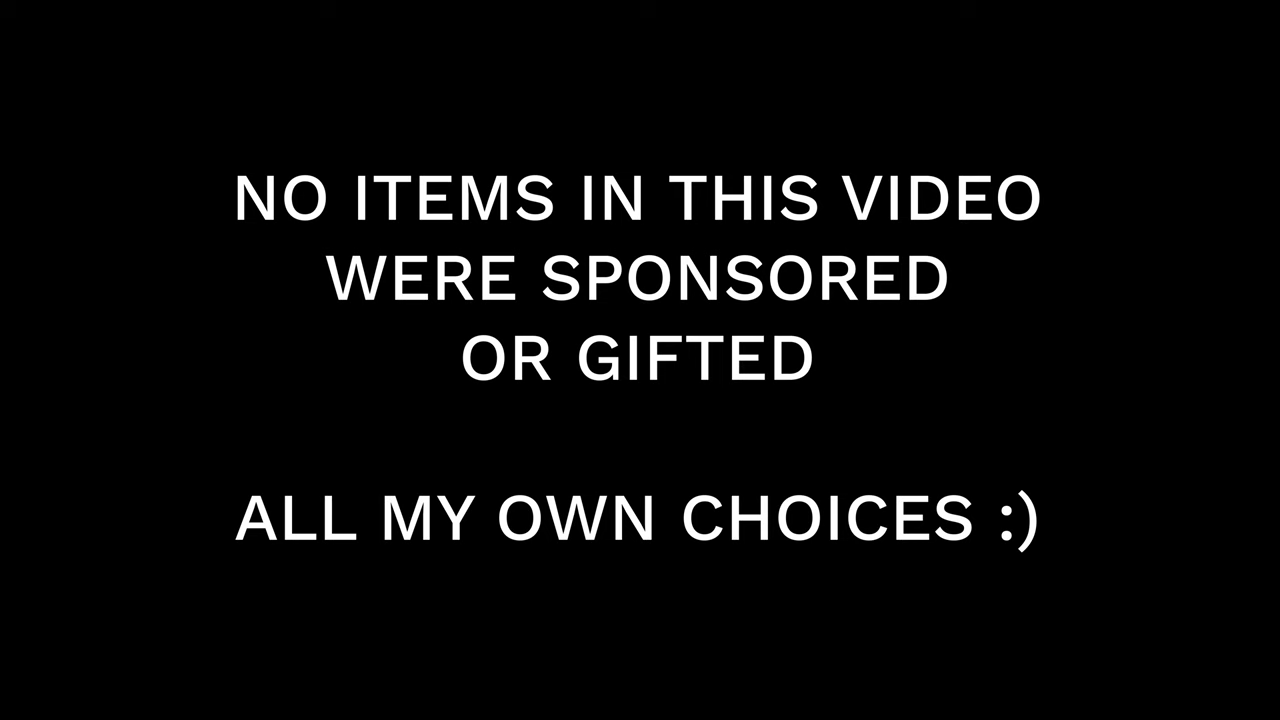 NO ITEMS IN THIS VIDEO
WERE SPONSORED
OR GIFTED
ALL MY OWN CHOICES :)